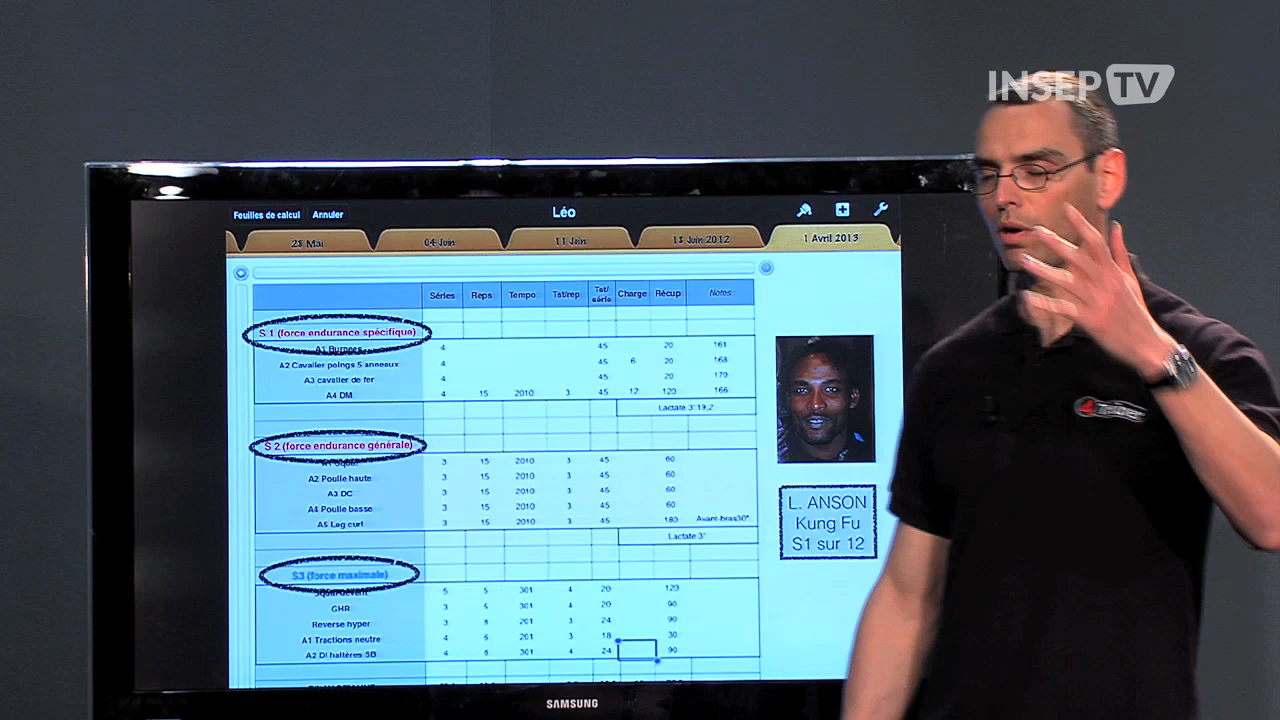 INSEP TV
Feuilles de calcul Annuler Léo
28 Mai 04 Juin 11 Juin 18 Juin 2012 1 Avril 2013
Séries Reps Tempo Tst/rep Tst/série Charge Récup Notes
S 1 (force endurance spécifique)
A1 Burpees 4 45 20 161
A2 Cavalier poings 5 anneaux 4 45 6 20 168
A3 cavalier de fer 4 45 20 170
A4 DM 4 15 2010 3 45 12 120 166
Lactate 3':19,2
S 2 (force endurance générale)
A1 Squat 3 15 2010 3 45 60
A2 Poulie haute 3 15 2010 3 45 60
A3 DC 3 15 2010 3 45 60
A4 Poulie basse 3 15 2010 3 45 60
A5 Leg curl 3 15 2010 3 45 180 Avant-bras30°
Lactate 3'
S3 (force maximale)
Squat devant 5 5 301 4 20 120
GHR 3 5 301 4 20 90
Reverse hyper 3 8 201 3 24 90
A1 Tractions neutre 4 6 201 3 18 30
A2 DI haltères SB 4 6 301 4 24 90
L. ANSON
Kung Fu
S1 sur 12
SAMSUNG